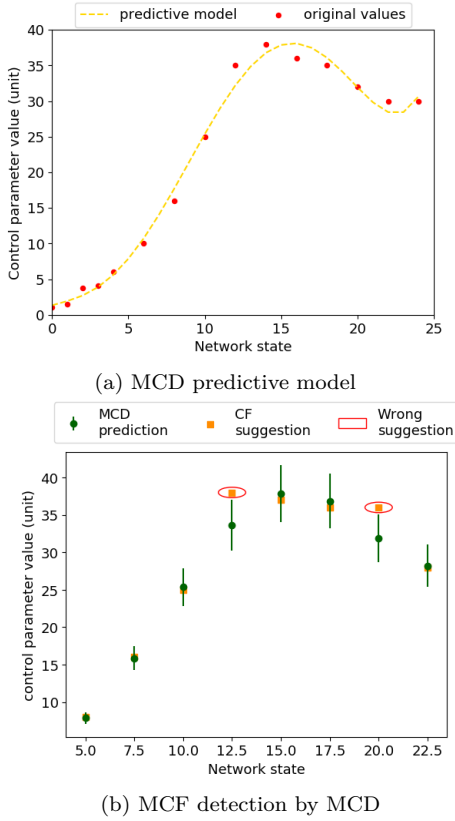 predictive model original values
40
35
30
25
20
15
10
5
0
Control parameter value (unit)
0 5 10 15 20 25
Network state
(a) MCD predictive model
MCD prediction CF suggestion Wrong suggestion
40
35
30
25
20
15
10
control parameter value (unit)
5.0 7.5 10.0 12.5 15.0 17.5 20.0 22.5
Network state
(b) MCF detection by MCD